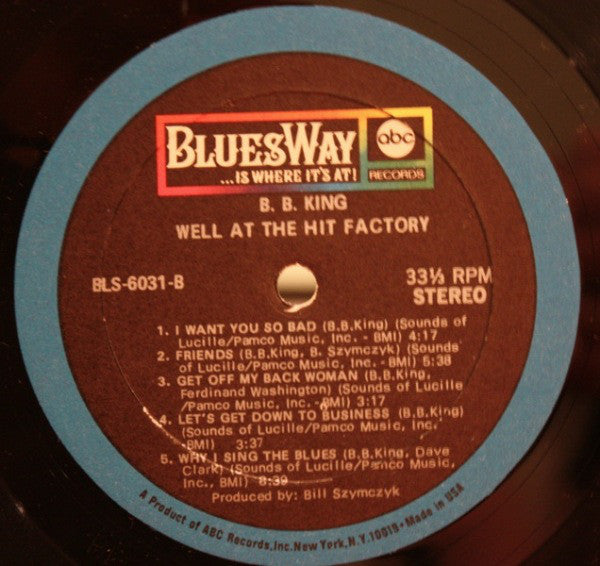 BLUESWAY
...IS WHERE IT'S AT!
abc
RECORDS
B. B. KING
WELL AT THE HIT FACTORY
BLS-6031-B
33⅓ RPM
STEREO
1. I WANT YOU SO BAD (B.B.King) (Sounds of
Lucille/Pamco Music, Inc. - BMI) 4:17
2. FRIENDS (B.B.King, B. Szymczyk) (Sounds
of Lucille/Pamco Music, Inc. - BMI) 5:38
3. GET OFF MY BACK WOMAN (B.B.King,
Ferdinand Washington) (Sounds of Lucille
/Pamco Music, Inc. -BMI) 3:17
4. LET'S GET DOWN TO BUSINESS (B.B.King)
(Sounds of Lucille/Pamco Music, Inc. -
BMI) 3:37
5. WHY I SING THE BLUES (B.B.King, Dave
Clark) (Sounds of Lucille/Pamco Music,
Inc., BMI) 8:39
Produced by: Bill Szymczyk
A Product of ABC Records, Inc. New York, N.Y. 10019 • Made in USA